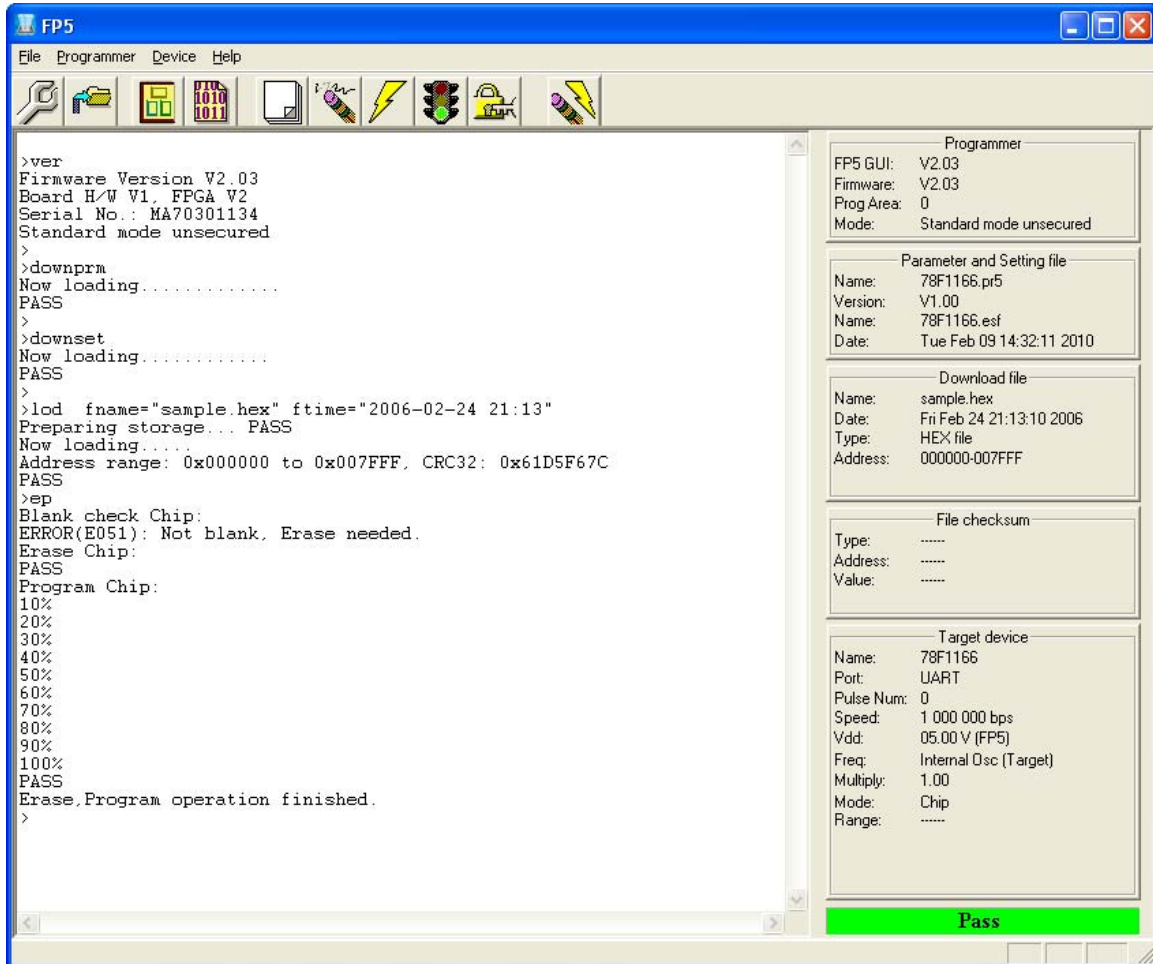 FP5
File Programmer Device Help
>ver
Firmware Version V2.03
Board H/W V1, FPGA V2
Serial No.: MA70301134
Standard mode unsecured
>
>downprm
Now loading.............
PASS
>
>downset
Now loading............
PASS
>
>lod  fname="sample.hex" ftime="2006-02-24 21:13"
Preparing storage... PASS
Now loading.....
Address range: 0x000000 to 0x007FFF, CRC32: 0x61D5F67C
PASS
>ep
Blank check Chip:
ERROR(E051): Not blank, Erase needed.
Erase Chip:
PASS
Program Chip:
10%
20%
30%
40%
50%
60%
70%
80%
90%
100%
PASS
Erase,Program operation finished.
>
Programmer
FP5 GUI: V2.03
Firmware: V2.03
Prog Area: 0
Mode: Standard mode unsecured
Parameter and Setting file
Name: 78F1166.pr5
Version: V1.00
Name: 78F1166.esf
Date: Tue Feb 09 14:32:11 2010
Download file
Name: sample.hex
Date: Fri Feb 24 21:13:10 2006
Type: HEX file
Address: 000000-007FFF
File checksum
Type: ------
Address: ------
Value: ------
Target device
Name: 78F1166
Port: UART
Pulse Num: 0
Speed: 1 000 000 bps
Vdd: 05.00 V (FP5)
Freq: Internal Osc (Target)
Multiply: 1.00
Mode: Chip
Range: ------
Pass